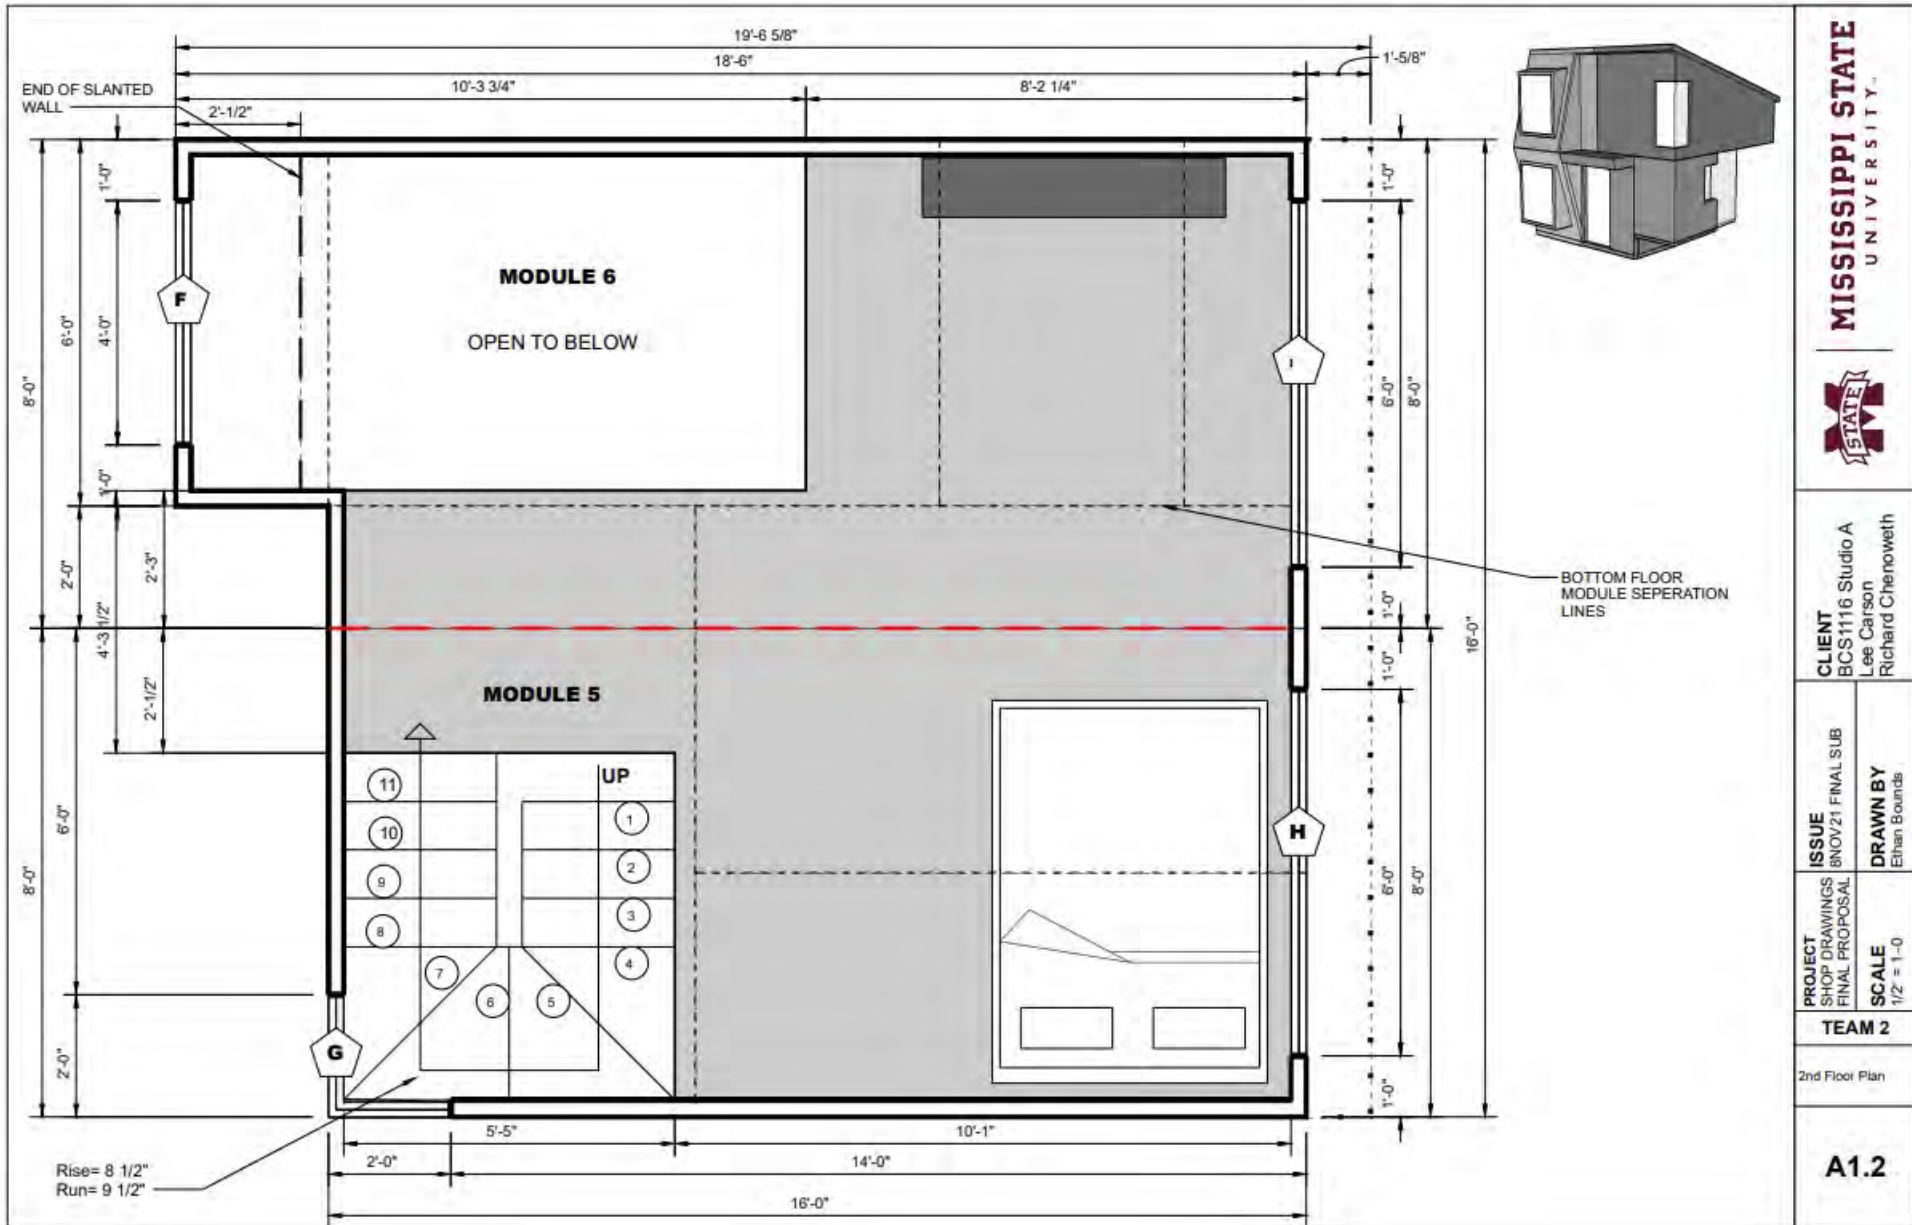 19'-6 5/8"
18'-6"
1'-5/8"
10'-3 3/4"
8'-2 1/4"
END OF SLANTED
WALL
2'-1/2"
8'-0"
6'-0"
1'-0"
4'-0"
1'-0"
2'-0"
2'-3"
4'-3 1/2"
2'-1/2"
8'-0"
6'-0"
2'-0"
F
MODULE 6
OPEN TO BELOW
I
1'-0"
6'-0"
8'-0"
1'-0"
16'-0"
1'-0"
6'-0"
8'-0"
1'-0"
BOTTOM FLOOR
MODULE SEPERATION
LINES
MODULE 5
UP
11
10
9
8
7
6
5
4
3
2
1
H
G
5'-5"
10'-1"
2'-0"
14'-0"
16'-0"
Rise= 8 1/2"
Run= 9 1/2"
MISSISSIPPI STATE
UNIVERSITY™
STATE
CLIENT
BCS1116 Studio A
Lee Carson
Richard Chenoweth
ISSUE
8NOV21 FINAL SUB
DRAWN BY
Ethan Bounds
PROJECT
SHOP DRAWINGS
FINAL PROPOSAL
SCALE
1/2" = 1-0
TEAM 2
2nd Floor Plan
A1.2